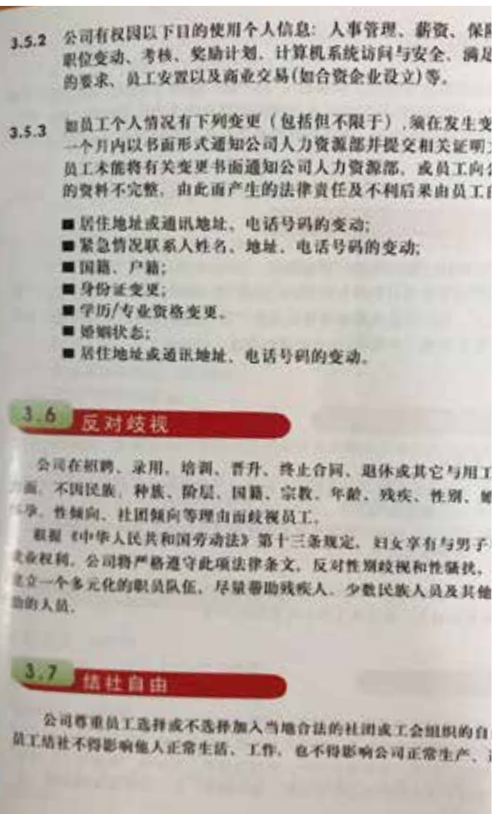 3.5.2 公司有权因以下目的使用个人信息：人事管理、薪资、保
职位变动、考核、奖励计划、计算机系统访问与安全、满足
的要求、员工安置以及商业交易(如合资企业设立)等。
3.5.3 如员工个人情况有下列变更（包括但不限于）,须在发生变
一个月内以书面形式通知公司人力资源部并提交相关证明
员工未能将有关变更书面通知公司人力资源部，或员工向
的资料不完整，由此而产生的法律责任及不利后果由员工
■居住地址或通讯地址、电话号码的变动;
■紧急情况联系人姓名、地址、电话号码的变动;
■国籍、户籍;
■身份证变更;
■学历/专业资格变更。
■婚姻状态;
■居住地址或通讯地址、电话号码的变动。
3.6 反对歧视
公司在招聘、录用、培训、晋升、终止合同、退休或其它与用工
方面，不因民族、种族、阶层、国籍、宗教、年龄、残疾、性别、
怀孕、性倾向、社团倾向等理由而歧视员工。
根据《中华人民共和国劳动法》第十三条规定，妇女享有与男子
就业权利，公司将严格遵守此项法律条文，反对性别歧视和性骚扰，
建立一个多元化的职员队伍，尽量帮助残疾人、少数民族人员及其他
助的人员。
3.7 结社自由
公司尊重员工选择或不选择加入当地合法的社团或工会组织的自
员工结社不得影响他人正常生活、工作，也不得影响公司正常生产、